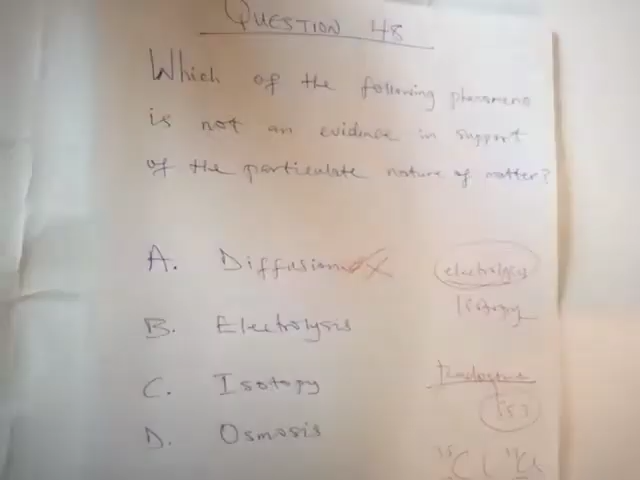 QUESTION 48
Which of the following phenomena
is not an evidence in support
of the particulate nature of matter?
A. Diffusion
electrolysis
Isotopy
B. Electrolysis
C. Isotopy
D. Osmosis